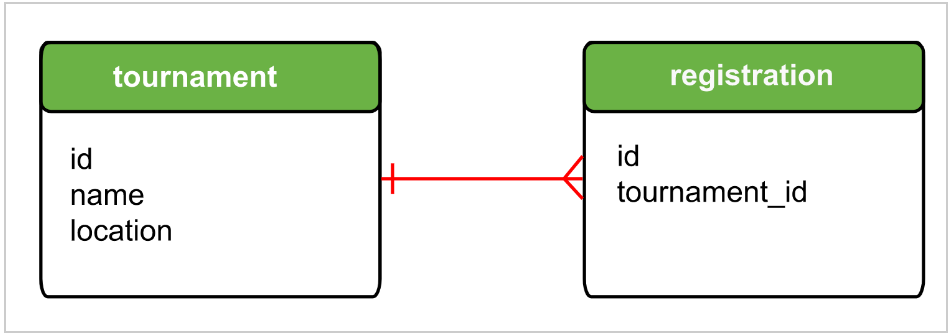 tournament
id
name
location
registration
id
tournament_id